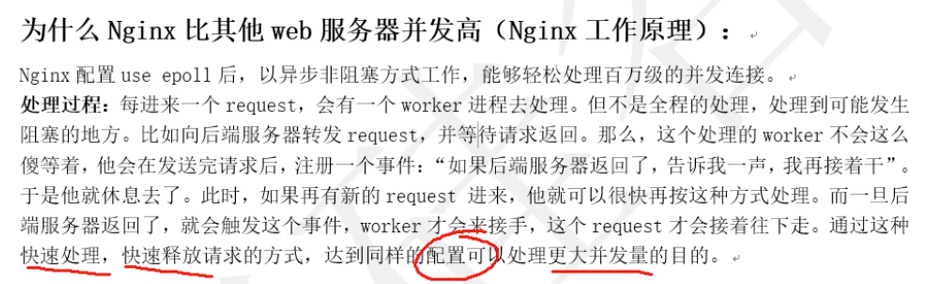 为什么 Nginx 比其他 web 服务器并发高（Nginx 工作原理）：
Nginx 配置 use epoll 后，以异步非阻塞方式工作，能够轻松处理百万级的并发连接。
处理过程：每进来一个 request，会有一个 worker 进程去处理。但不是全程的处理，处理到可能发生
阻塞的地方。比如向后端服务器转发 request，并等待请求返回。那么，这个处理的 worker 不会这么
傻等着，他会在发送完请求后，注册一个事件：“如果后端服务器返回了，告诉我一声，我再接着干”。
于是他就休息去了。此时，如果再有新的 request 进来，他就可以很快再按这种方式处理。而一旦后
端服务器返回了，就会触发这个事件，worker 才会来接手，这个 request 才会接着往下走。通过这种
快速处理，快速释放请求的方式，达到同样的配置可以处理更大并发量的目的。